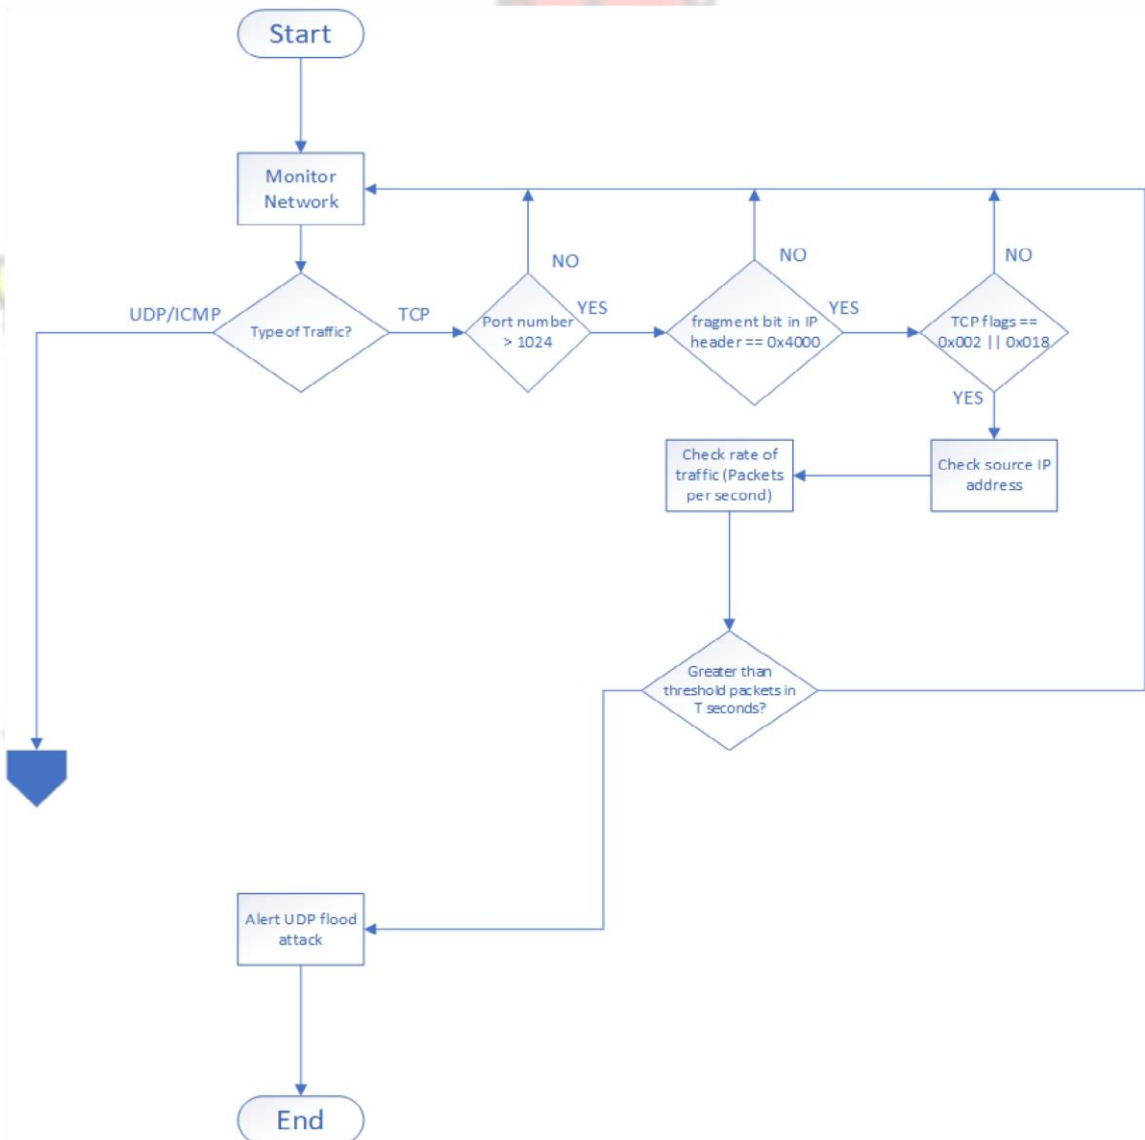 Start
Monitor
Network
UDP/ICMP
Type of Traffic?
TCP
NO
Port number
> 1024
YES
NO
fragment bit in IP
header == 0x4000
YES
NO
TCP flags ==
0x002 || 0x018
YES
Check source IP
address
Check rate of
traffic (Packets
per second)
Greater than
threshold packets in
T seconds?
Alert UDP flood
attack
End